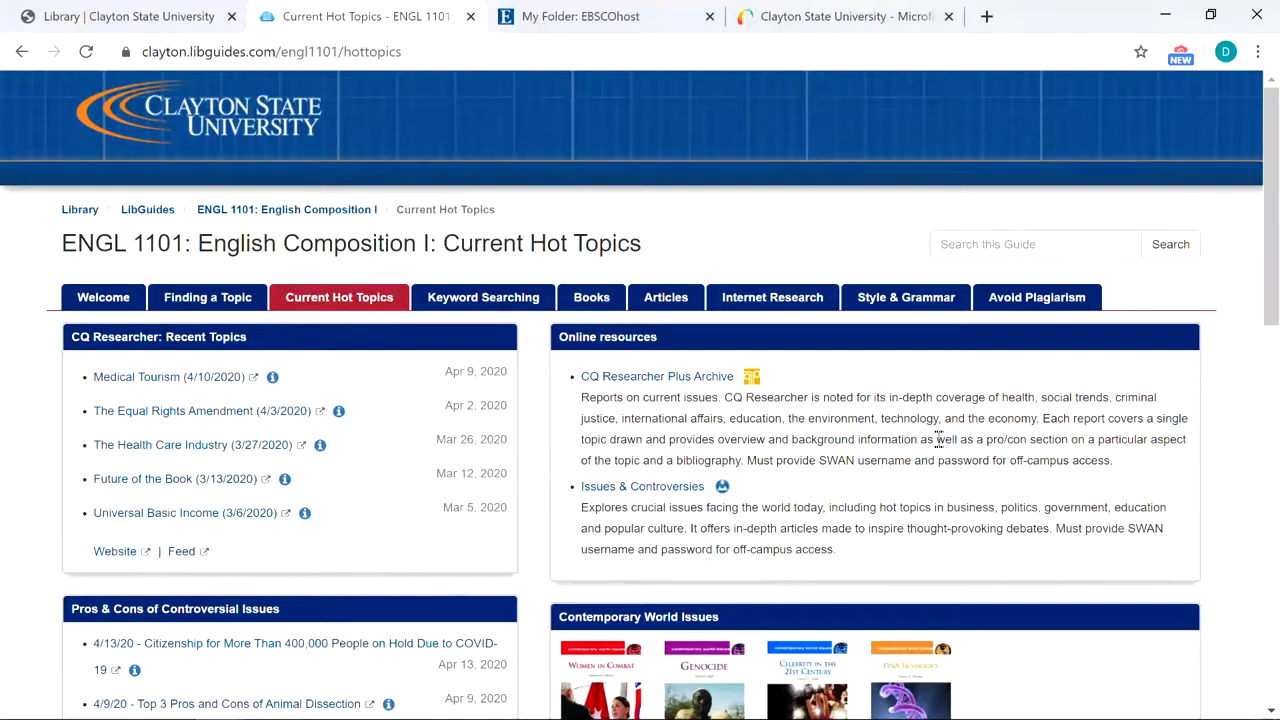 Library | Clayton State University
Current Hot Topics - ENGL 1101
My Folder: EBSCOhost
Clayton State University - Microf
clayton.libguides.com/engl1101/hottopics
NEW
D
CLAYTON STATE
UNIVERSITY
Library
LibGuides
ENGL 1101: English Composition I
Current Hot Topics
ENGL 1101: English Composition I: Current Hot Topics
Search this Guide
Search
Welcome
Finding a Topic
Current Hot Topics
Keyword Searching
Books
Articles
Internet Research
Style & Grammar
Avoid Plagiarism
CQ Researcher: Recent Topics
Medical Tourism (4/10/2020)
Apr 9, 2020
The Equal Rights Amendment (4/3/2020)
Apr 2, 2020
The Health Care Industry (3/27/2020)
Mar 26, 2020
Future of the Book (3/13/2020)
Mar 12, 2020
Universal Basic Income (3/6/2020)
Mar 5, 2020
Website | Feed
Online resources
CQ Researcher Plus Archive
Reports on current issues. CQ Researcher is noted for its in-depth coverage of health, social trends, criminal
justice, international affairs, education, the environment, technology, and the economy. Each report covers a single
topic drawn and provides overview and background information as well as a pro/con section on a particular aspect
of the topic and a bibliography. Must provide SWAN username and password for off-campus access.
Issues & Controversies
Explores crucial issues facing the world today, including hot topics in business, politics, government, education
and popular culture. It offers in-depth articles made to inspire thought-provoking debates. Must provide SWAN
username and password for off-campus access.
Pros & Cons of Controversial Issues
4/13/20 - Citizenship for More Than 400,000 People on Hold Due to COVID-
19
Apr 13, 2020
4/9/20 - Top 3 Pros and Cons of Animal Dissection
Apr 9, 2020
Contemporary World Issues
WOMEN IN COMBAT
GENOCIDE
CELEBRITY IN THE
21ST CENTURY
DNA TECHNOLOGY